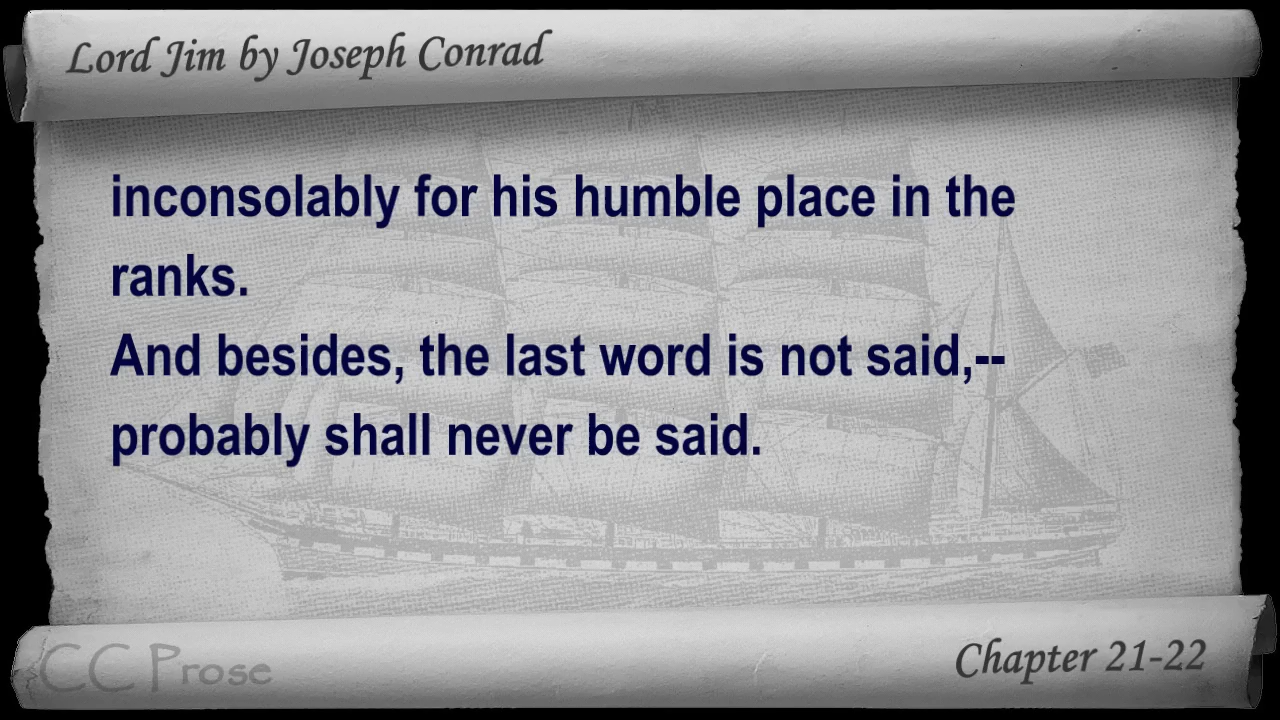 Lord Jim by Joseph Conrad
inconsolably for his humble place in the
ranks.
And besides, the last word is not said,--
probably shall never be said.
CC Prose
Chapter 21-22